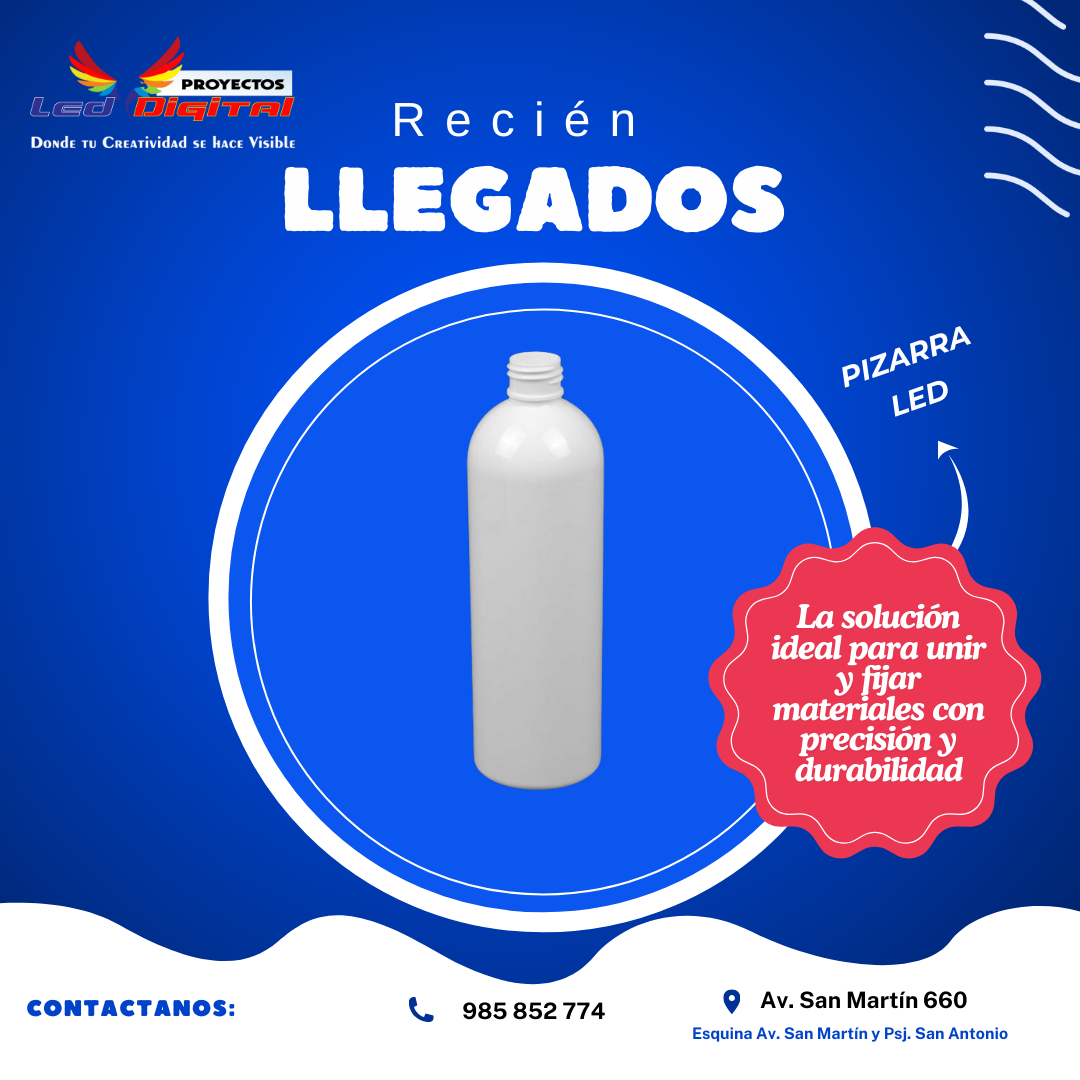 PROYECTOS
Led Digital
Donde tu Creatividad se hace Visible
Recién
LLEGADOS
PIZARRA
LED
La solución
ideal para unir
y fijar
materiales con
precisión y
durabilidad
CONTACTANOS:
985 852 774
Av. San Martín 660
Esquina Av. San Martín y Psj. San Antonio